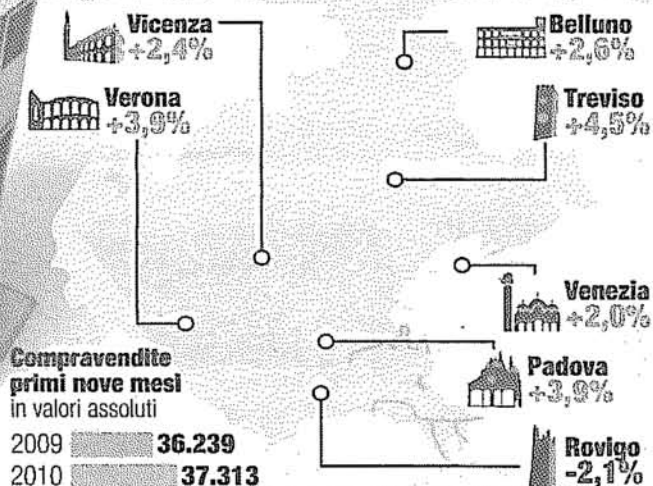 Vicenza
+2,4%
Verona
+3,9%
Belluno
+2,6%
Treviso
+4,5%
Venezia
+2,0%
Padova
+3,9%
Rovigo
-2,1%
Compravendite
primi nove mesi
in valori assoluti
2009 36.239
2010 37.313